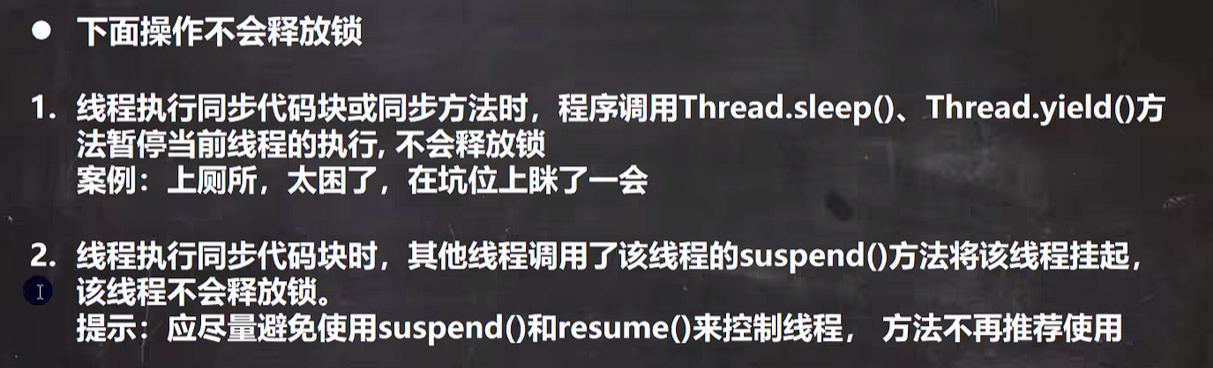 ● 下面操作不会释放锁
1. 线程执行同步代码块或同步方法时，程序调用Thread.sleep()、Thread.yield()方
法暂停当前线程的执行, 不会释放锁
案例：上厕所，太困了，在坑位上眯了一会
2. 线程执行同步代码块时，其他线程调用了该线程的suspend()方法将该线程挂起，
该线程不会释放锁。
提示：应尽量避免使用suspend()和resume()来控制线程， 方法不再推荐使用